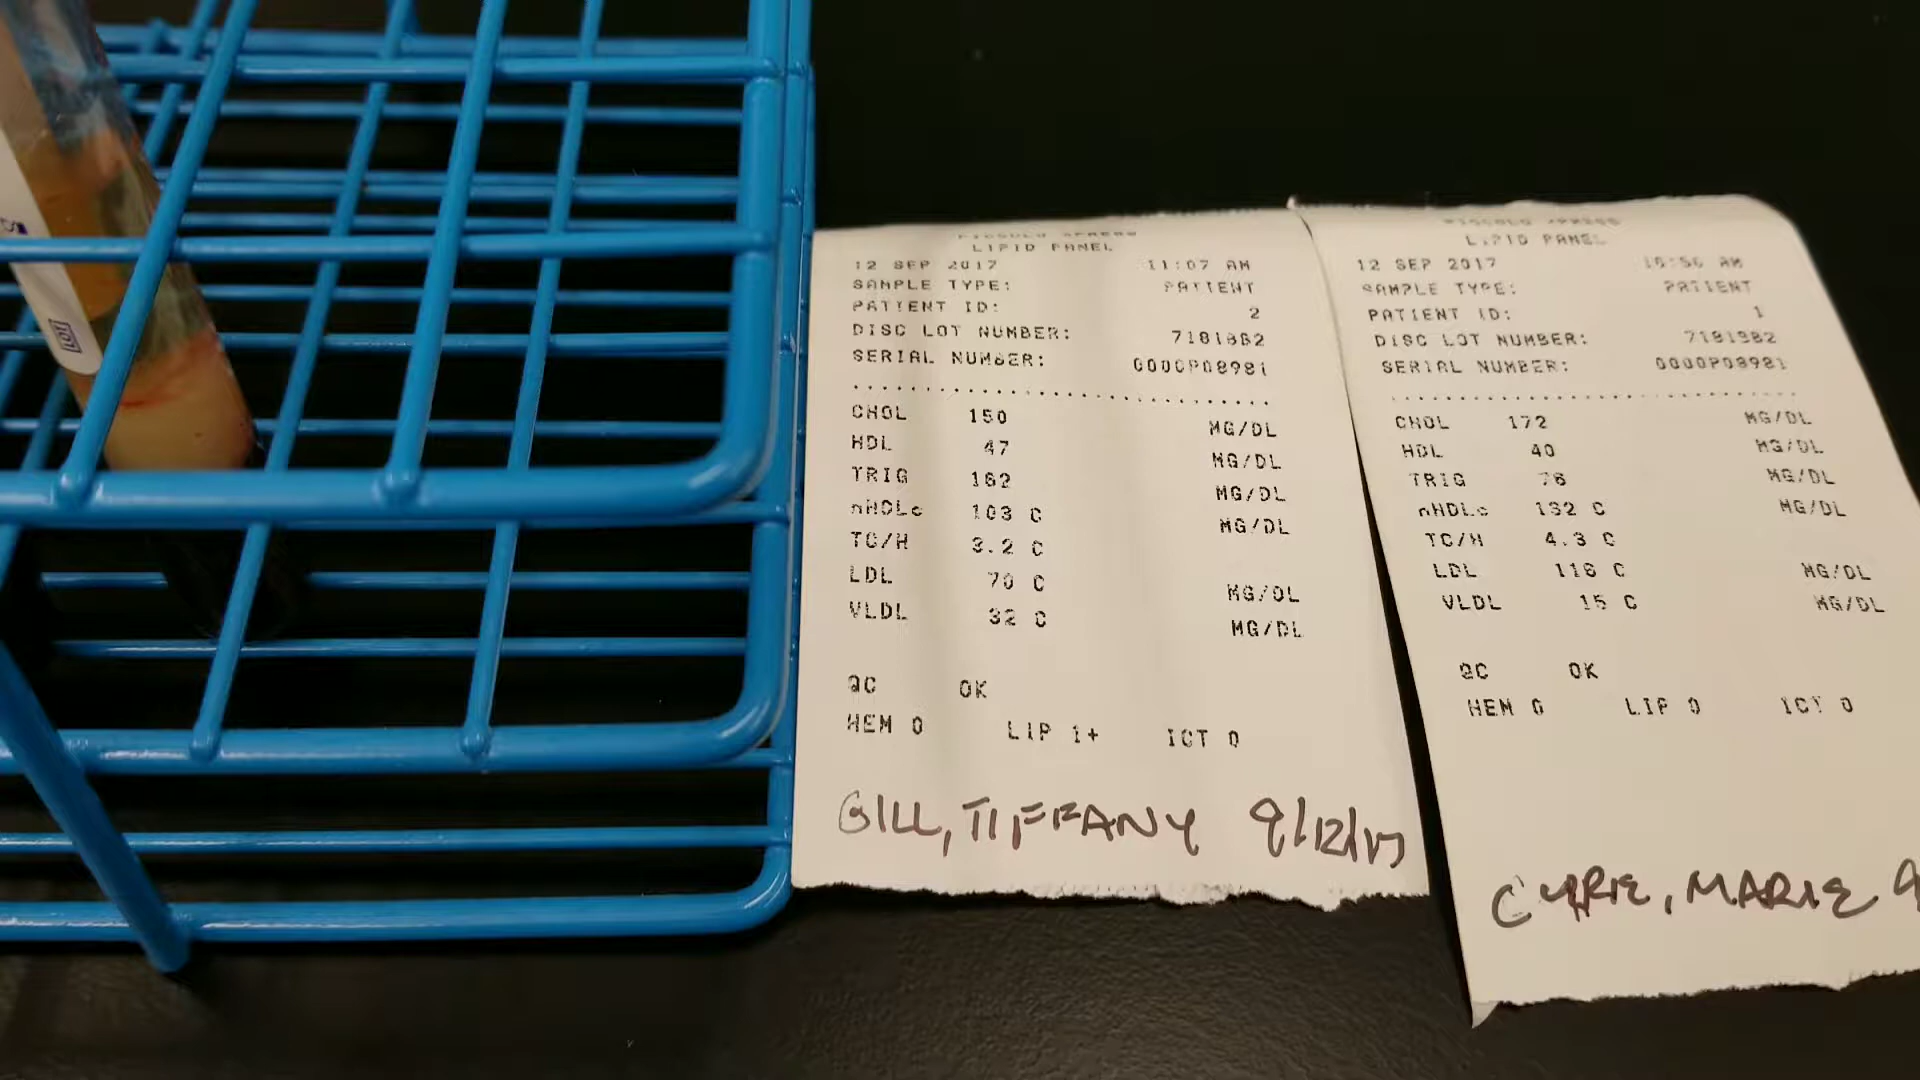 LIPID PANEL
12 SEP 2017 11:07 AM
SAMPLE TYPE: PATIENT
PATIENT ID: 2
DISC LOT NUMBER:
SERIAL NUMBER: 0000P08981
CHOL 150 MG/DL
HDL 47 MG/DL
TRIG 162 MG/DL
nHDLc 103 C MG/DL
TC/H 3.2 C
LDL 70 C MG/DL
VLDL 32 C MG/DL
QC OK
HEM 0 LIP 1+ ICT 0
GILL, TIFFANY 9/12/17
LIPID PANEL
12 SEP 2017 10:56 AM
SAMPLE TYPE: PATIENT
PATIENT ID: 1
DISC LOT NUMBER:
SERIAL NUMBER: 0000P08981
CHOL 172 MG/DL
HDL 40 MG/DL
TRIG 76 MG/DL
nHDLc 132 C MG/DL
TC/H 4.3 C
LDL 116 C MG/DL
VLDL 15 C MG/DL
QC OK
HEM 0 LIP 0 ICT 0
CURIE, MARIE 9
LOT